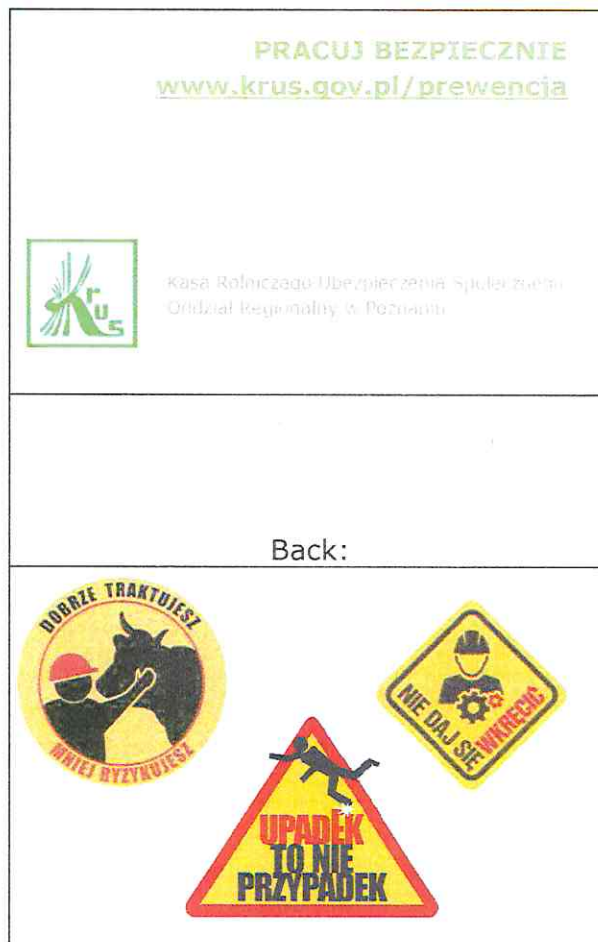 PRACUJ BEZPIECZNIE
www.krus.gov.pl/prewencja
Krus
Kasa Rolniczego Ubezpieczenia Społecznego
Oddział Regionalny w Poznaniu
Back:
DOBRZE TRAKTUJESZ
MNIEJ RYZYKUJESZ
NIE DAJ SIĘ
WKRĘCIĆ
UPADEK
TO NIE
PRZYPADEK